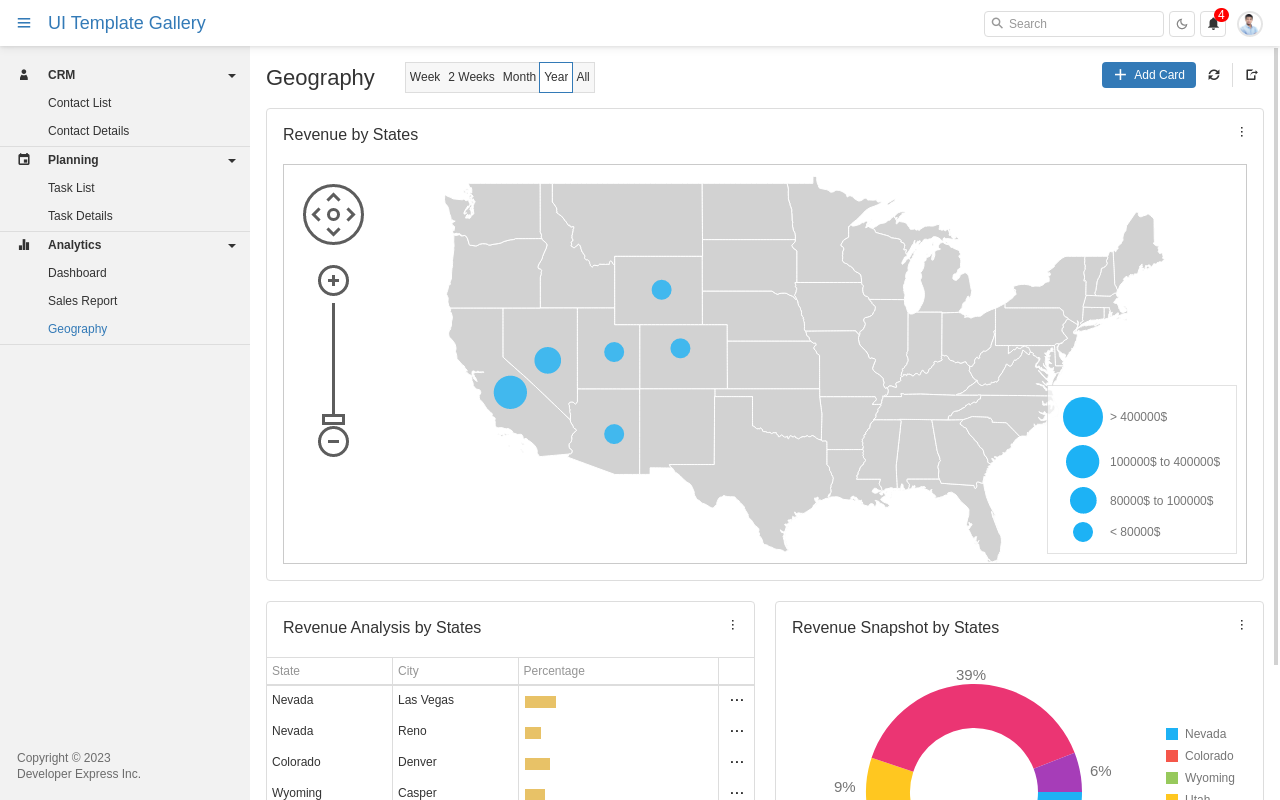 UI Template Gallery
Search
4
CRM
Contact List
Contact Details
Planning
Task List
Task Details
Analytics
Dashboard
Sales Report
Geography
Copyright © 2023
Developer Express Inc.
Geography
Week 2 Weeks Month Year All
Add Card
Revenue by States
> 400000$
100000$ to 400000$
80000$ to 100000$
< 80000$
Revenue Analysis by States
State City Percentage
Nevada Las Vegas
Nevada Reno
Colorado Denver
Wyoming Casper
Revenue Snapshot by States
39%
6%
9%
Nevada
Colorado
Wyoming
Utah